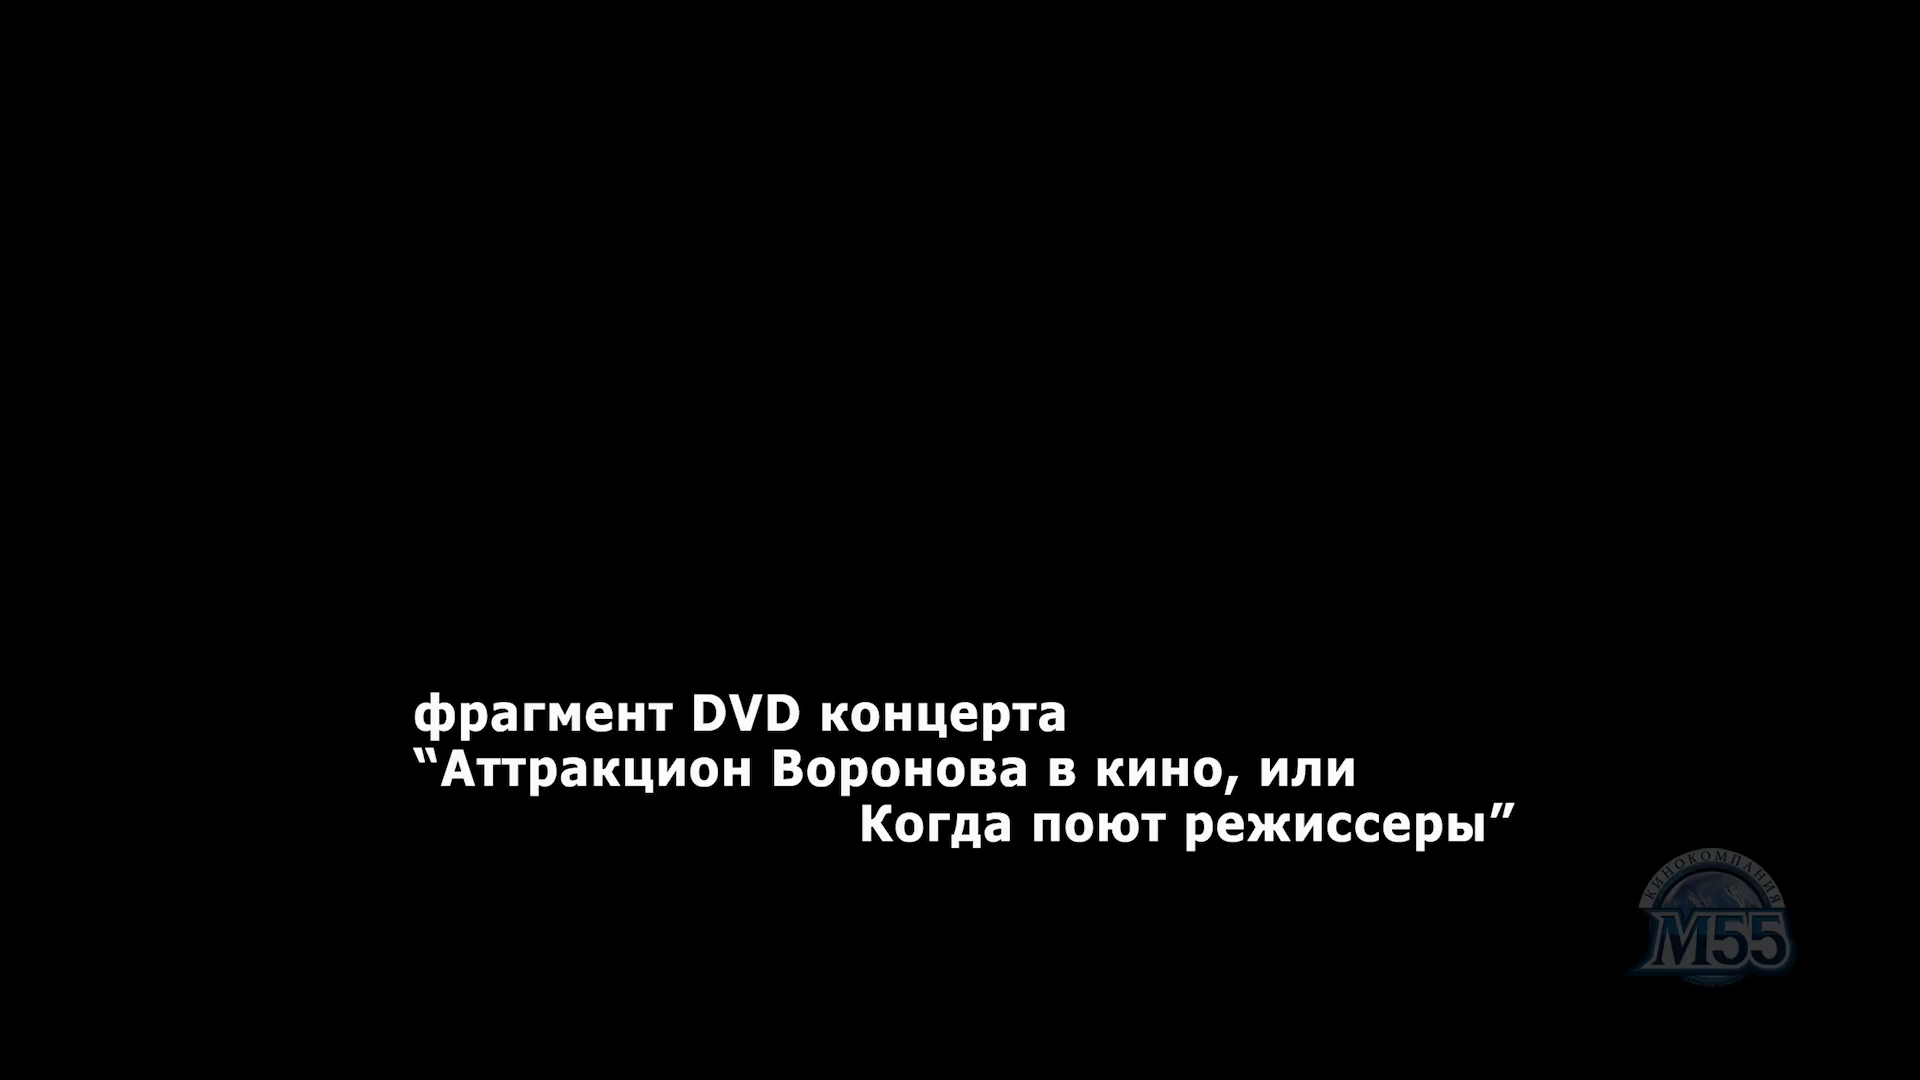 фрагмент DVD концерта
“Аттракцион Воронова в кино, или
Когда поют режиссеры”
КИНОКОМПАНИЯ
М55